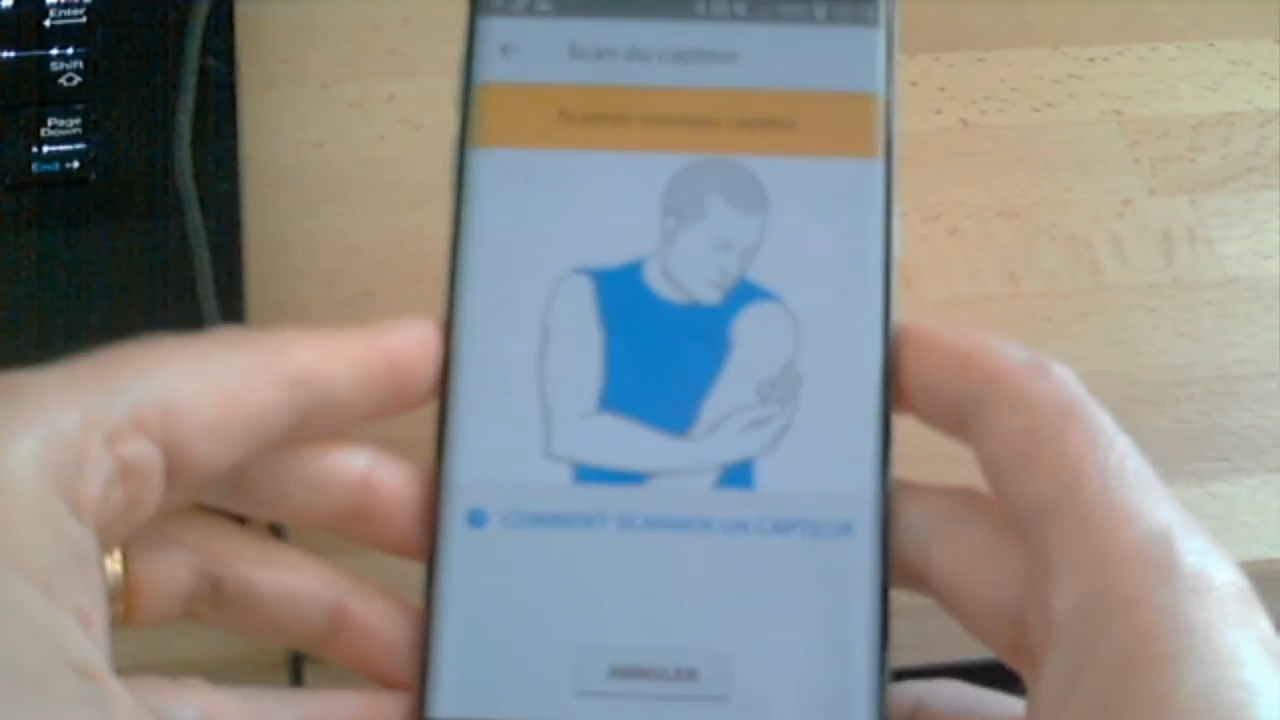 Enter
Shift
Page
Down
End
Scan du capteur
Scanner nouveau capteur
COMMENT SCANNER UN CAPTEUR
ANNULER